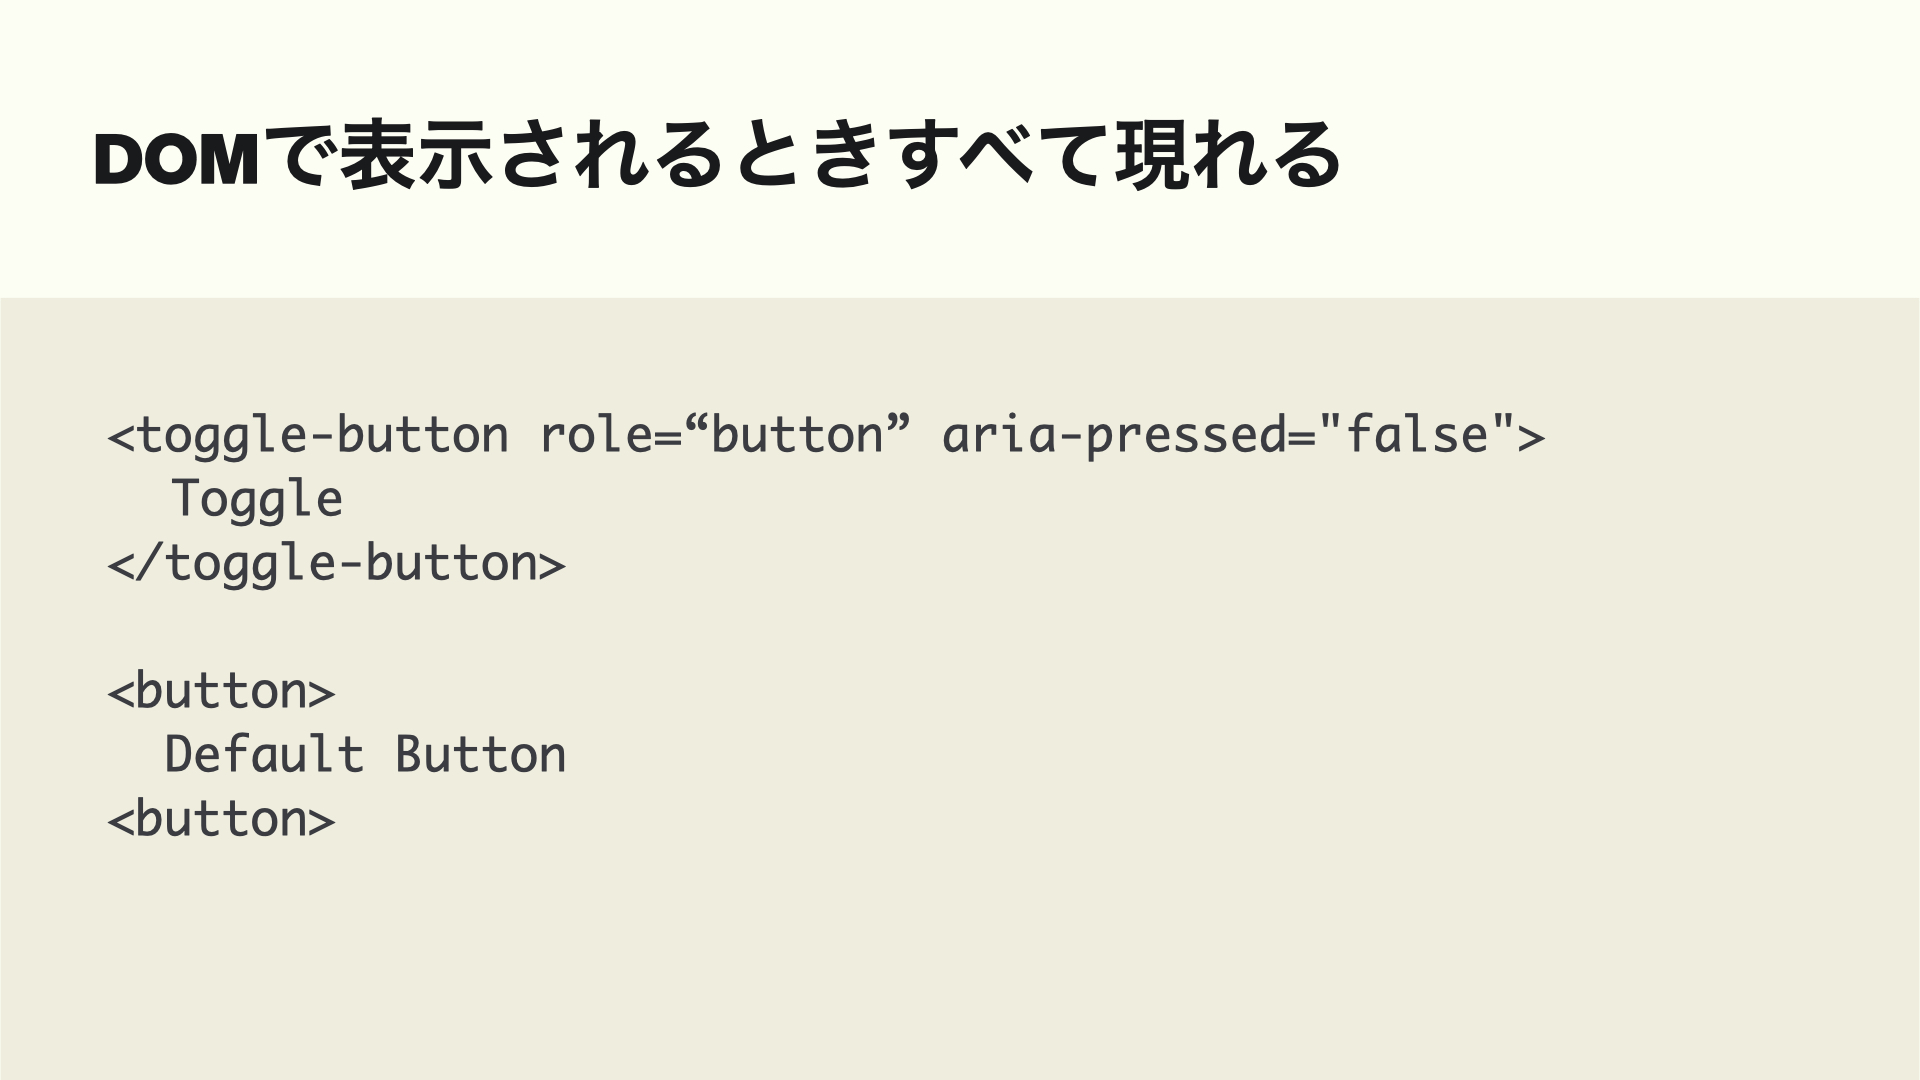 DOMで表示されるときすべて現れる
<toggle-button role=“button” aria-pressed="false">
  Toggle
</toggle-button>
<button>
  Default Button
<button>